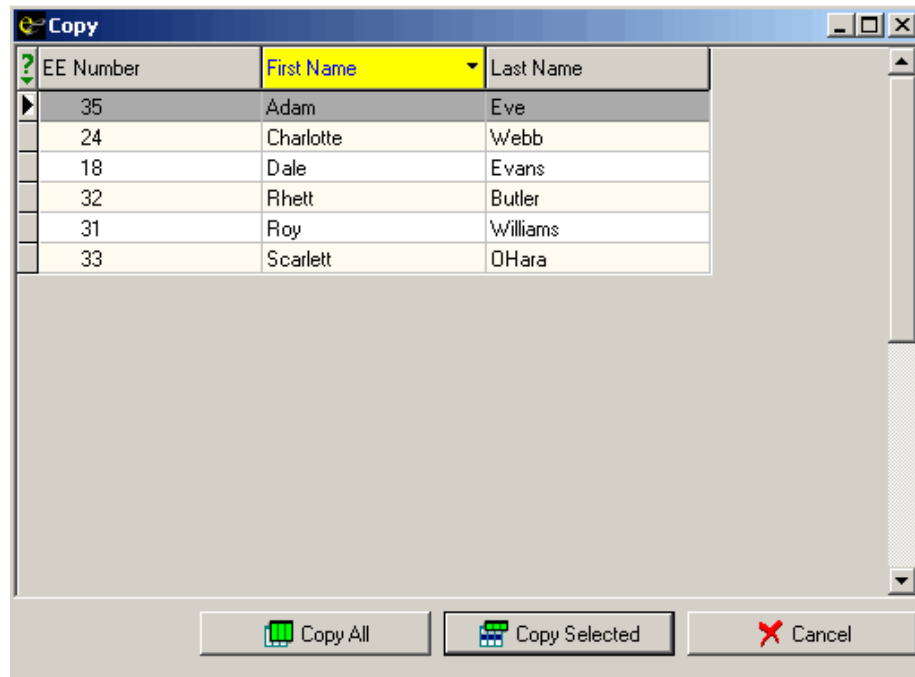 Copy
? EE Number First Name Last Name
35 Adam Eve
24 Charlotte Webb
18 Dale Evans
32 Rhett Butler
31 Roy Williams
33 Scarlett OHara
Copy All Copy Selected Cancel